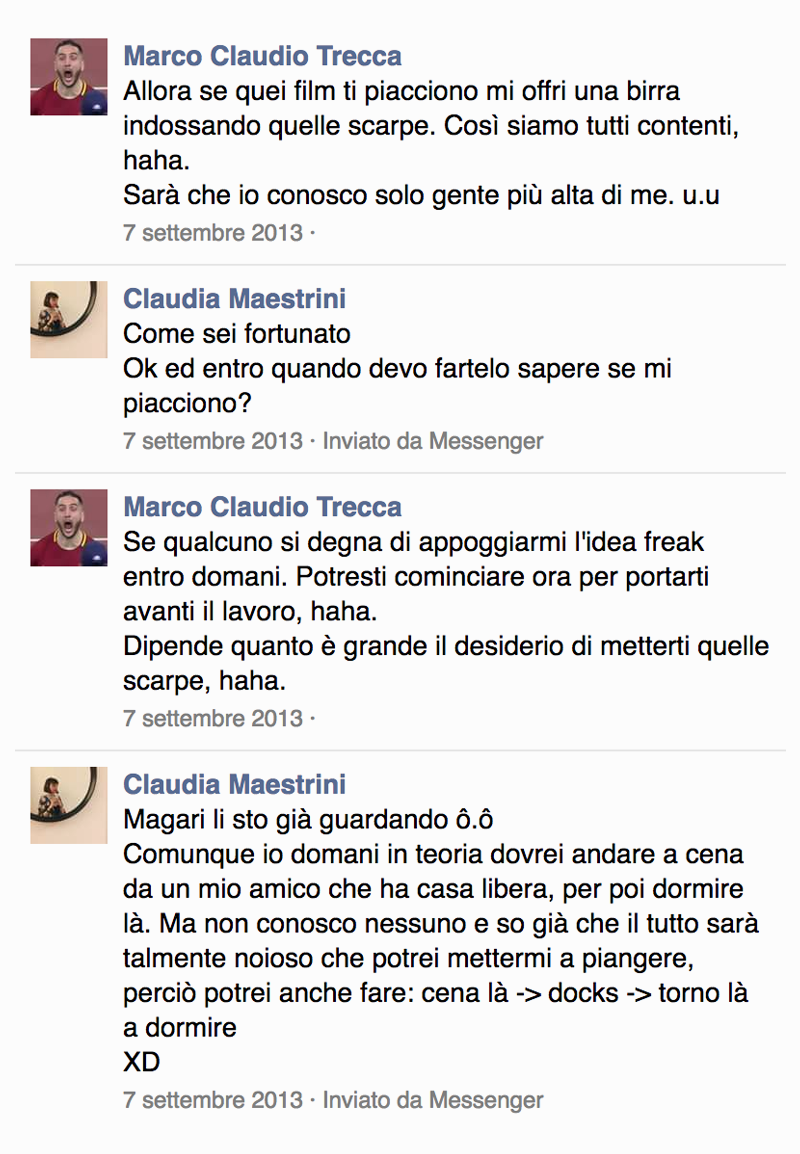 Marco Claudio Trecca
Allora se quei film ti piacciono mi offri una birra
indossando quelle scarpe. Così siamo tutti contenti,
haha.
Sarà che io conosco solo gente più alta di me. u.u
7 settembre 2013 ·
Claudia Maestrini
Come sei fortunato
Ok ed entro quando devo fartelo sapere se mi
piacciono?
7 settembre 2013 · Inviato da Messenger
Marco Claudio Trecca
Se qualcuno si degna di appoggiarmi l'idea freak
entro domani. Potresti cominciare ora per portarti
avanti il lavoro, haha.
Dipende quanto è grande il desiderio di metterti quelle
scarpe, haha.
7 settembre 2013 ·
Claudia Maestrini
Magari li sto già guardando ô.ô
Comunque io domani in teoria dovrei andare a cena
da un mio amico che ha casa libera, per poi dormire
là. Ma non conosco nessuno e so già che il tutto sarà
talmente noioso che potrei mettermi a piangere,
perciò potrei anche fare: cena là -> docks -> torno là
a dormire
XD
7 settembre 2013 · Inviato da Messenger